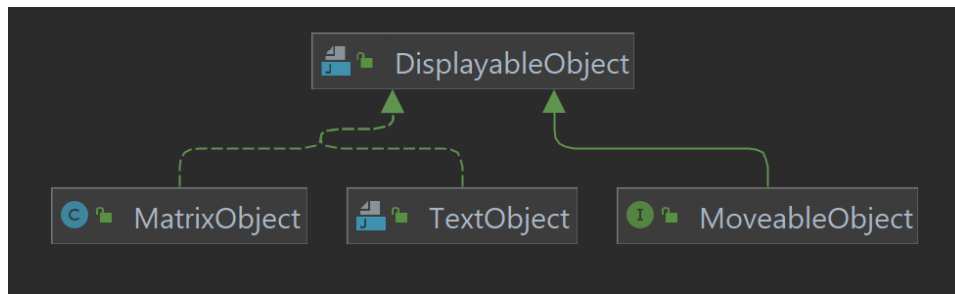 J DisplayableObject
C MatrixObject
J TextObject
I MoveableObject